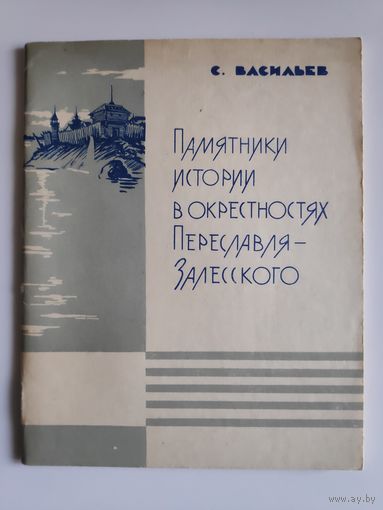 С. ВАСИЛЬЕВ
ПАМЯТНИКИ
ИСТОРИИ
В ОКРЕСТНОСТЯХ
ПЕРЕСЛАВЛЯ–
ЗАЛЕССКОГО
www.ay.by